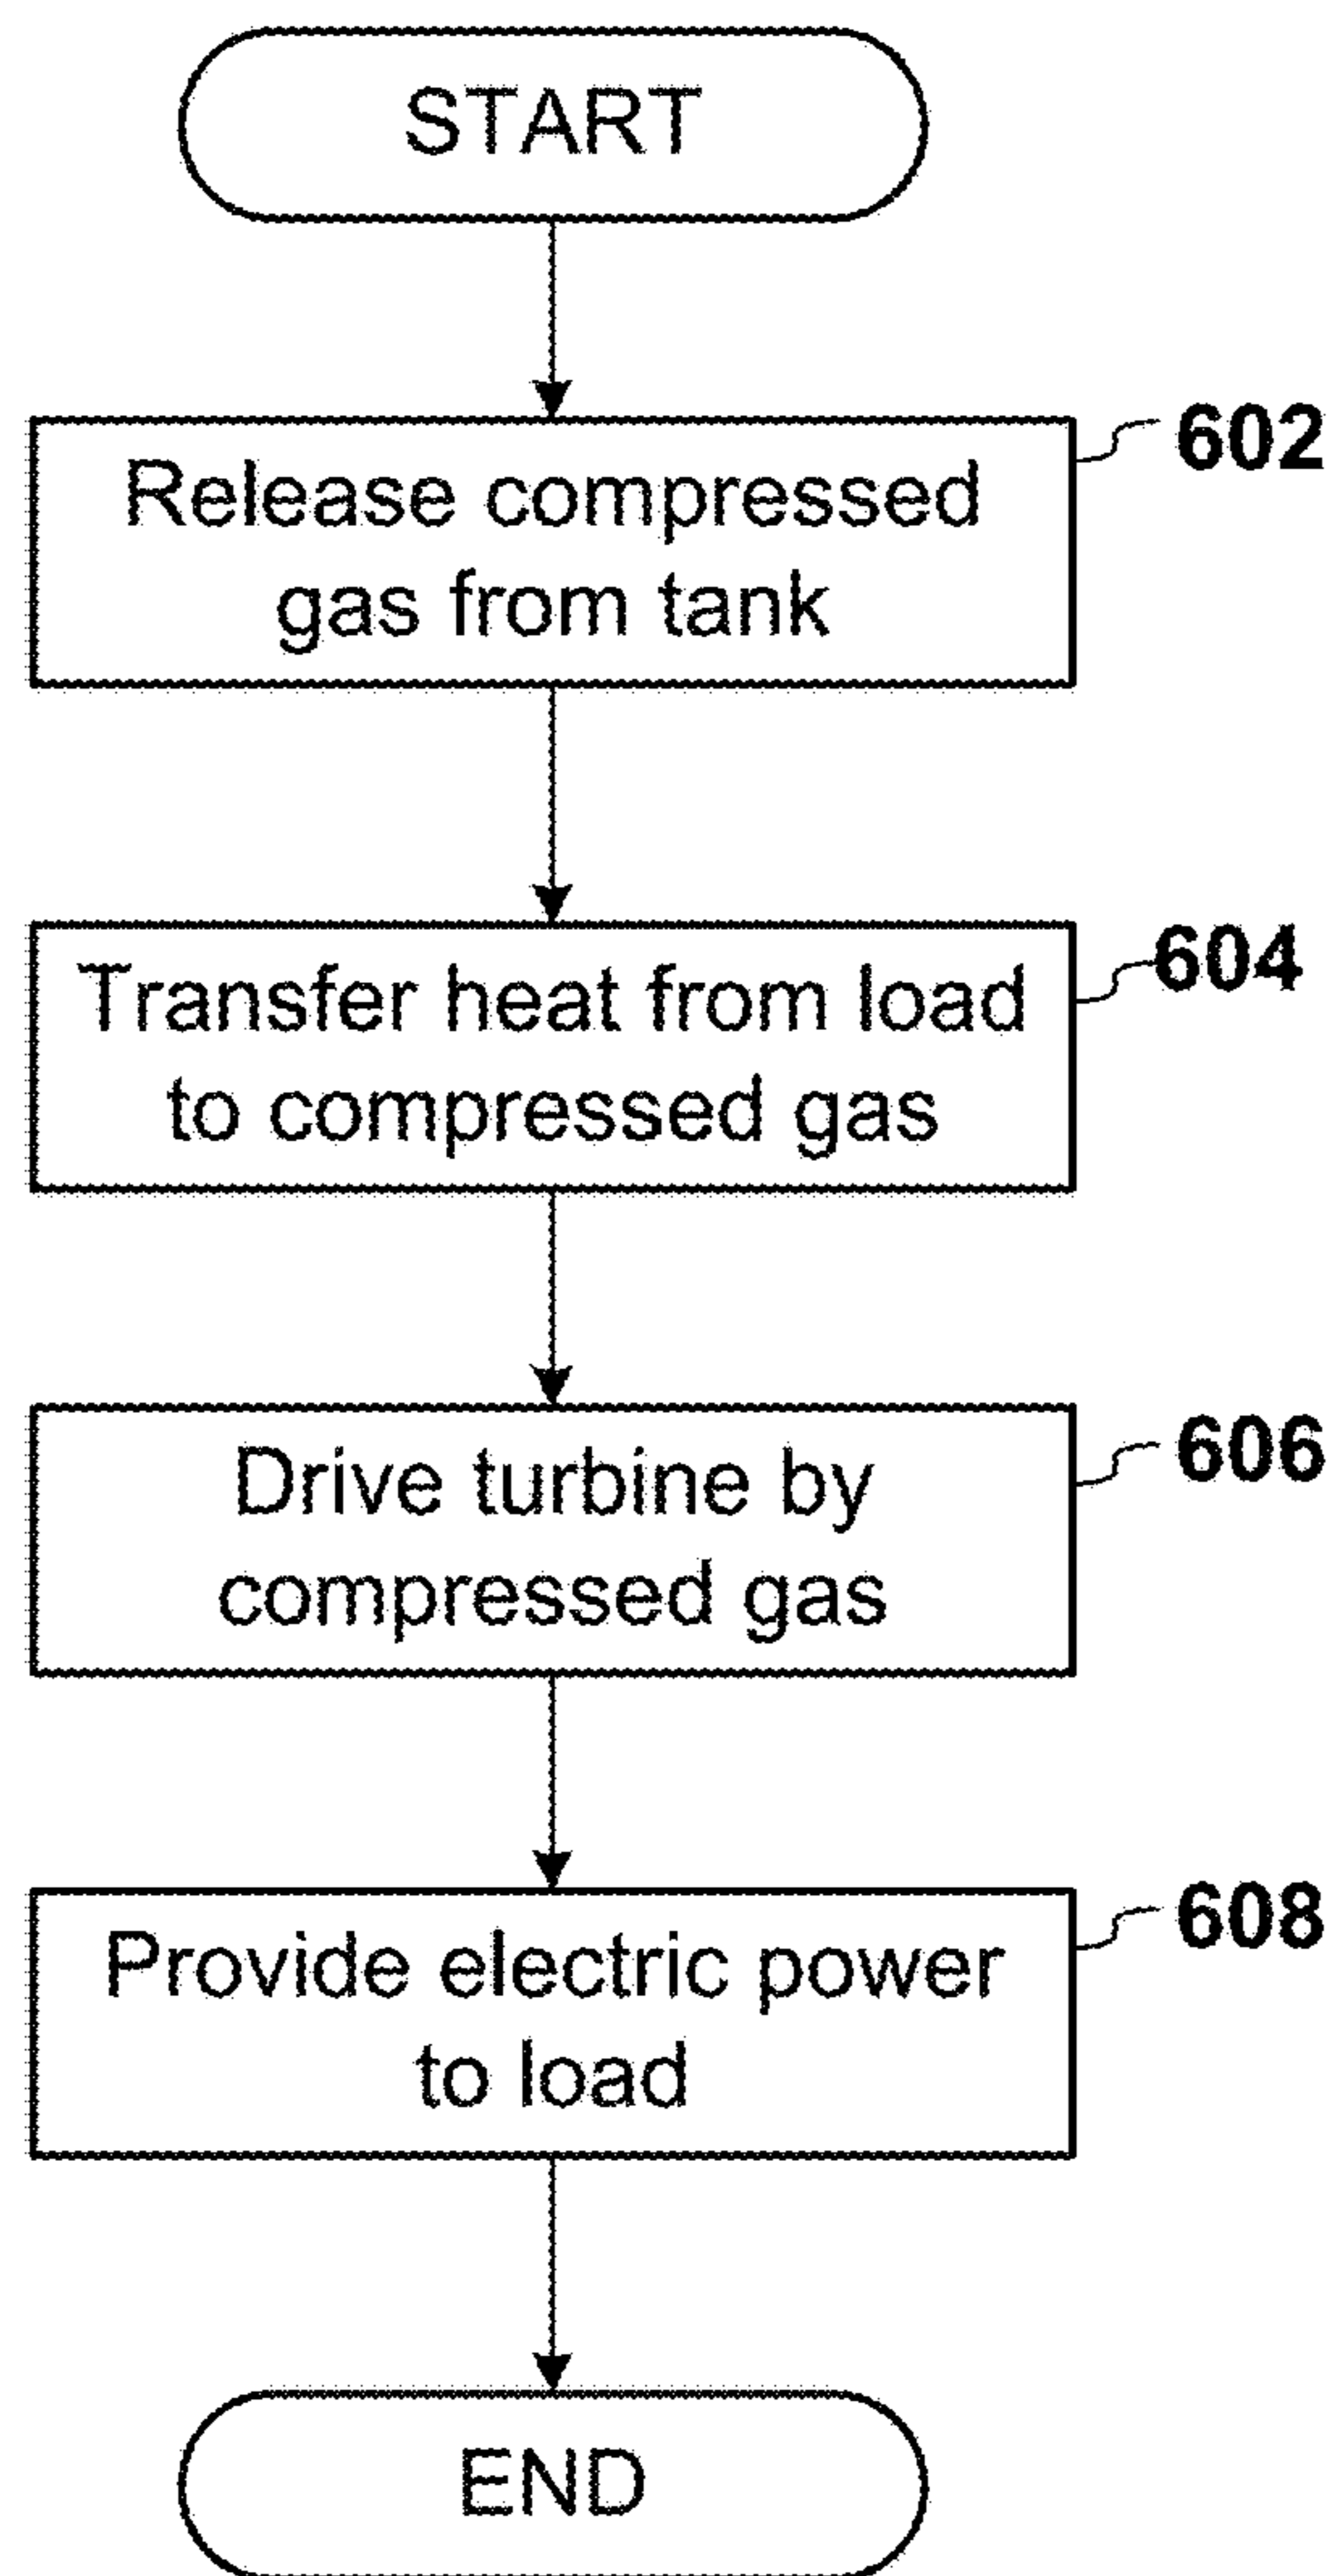 START
602
Release compressed
gas from tank
604
Transfer heat from load
to compressed gas
606
Drive turbine by
compressed gas
608
Provide electric power
to load
END